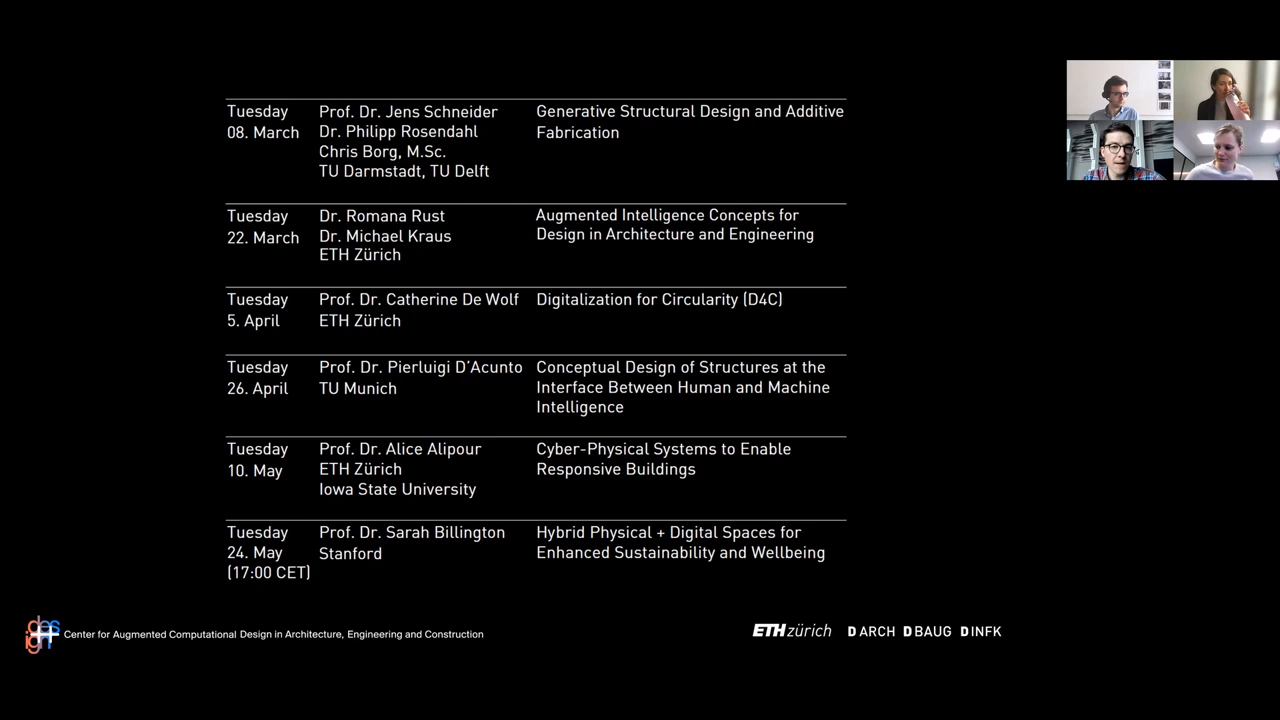 Tuesday
08. March
Prof. Dr. Jens Schneider
Dr. Philipp Rosendahl
Chris Borg, M.Sc.
TU Darmstadt, TU Delft
Generative Structural Design and Additive
Fabrication
Tuesday
22. March
Dr. Romana Rust
Dr. Michael Kraus
ETH Zürich
Augmented Intelligence Concepts for
Design in Architecture and Engineering
Tuesday
5. April
Prof. Dr. Catherine De Wolf
ETH Zürich
Digitalization for Circularity (D4C)
Tuesday
26. April
Prof. Dr. Pierluigi D'Acunto
TU Munich
Conceptual Design of Structures at the
Interface Between Human and Machine
Intelligence
Tuesday
10. May
Prof. Dr. Alice Alipour
ETH Zürich
Iowa State University
Cyber-Physical Systems to Enable
Responsive Buildings
Tuesday
24. May
(17:00 CET)
Prof. Dr. Sarah Billington
Stanford
Hybrid Physical + Digital Spaces for
Enhanced Sustainability and Wellbeing
des
ign
Center for Augmented Computational Design in Architecture, Engineering and Construction
ETH zürich
D ARCH D BAUG D INFK